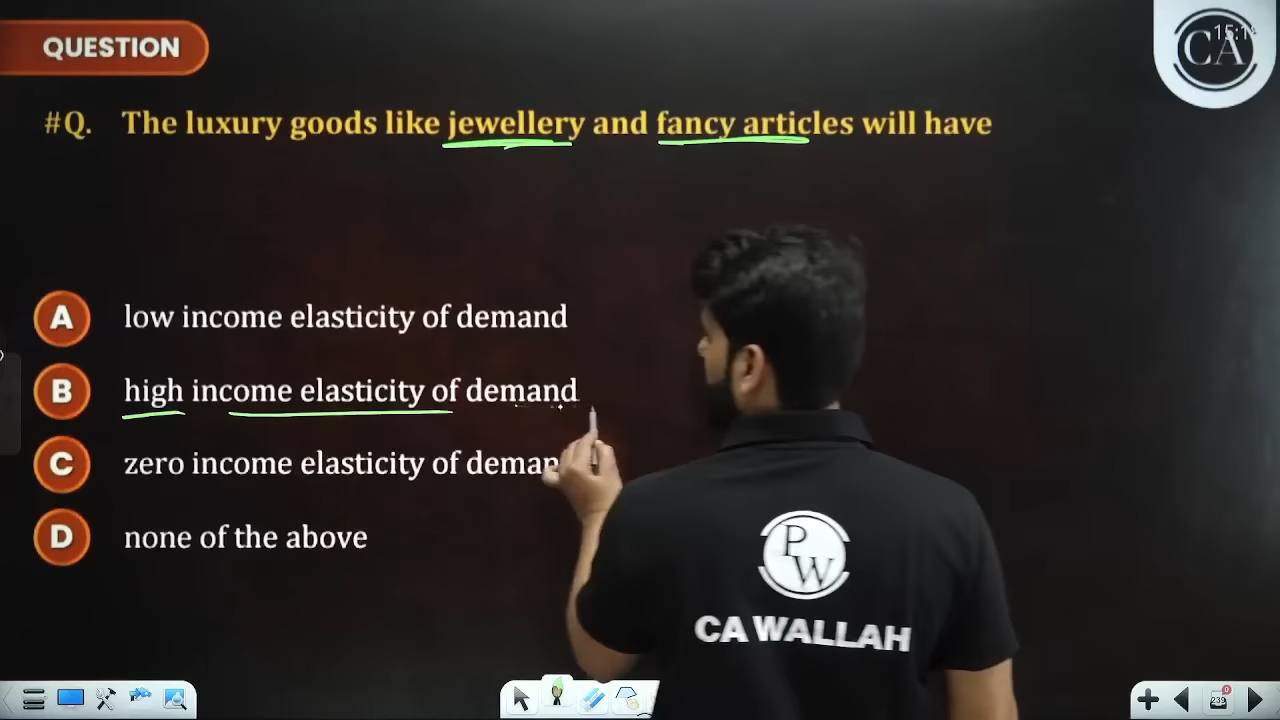 QUESTION
CA
#Q. The luxury goods like jewellery and fancy articles will have
A low income elasticity of demand
B high income elasticity of demand
C zero income elasticity of
D none of the above
PW
CA WALLAH